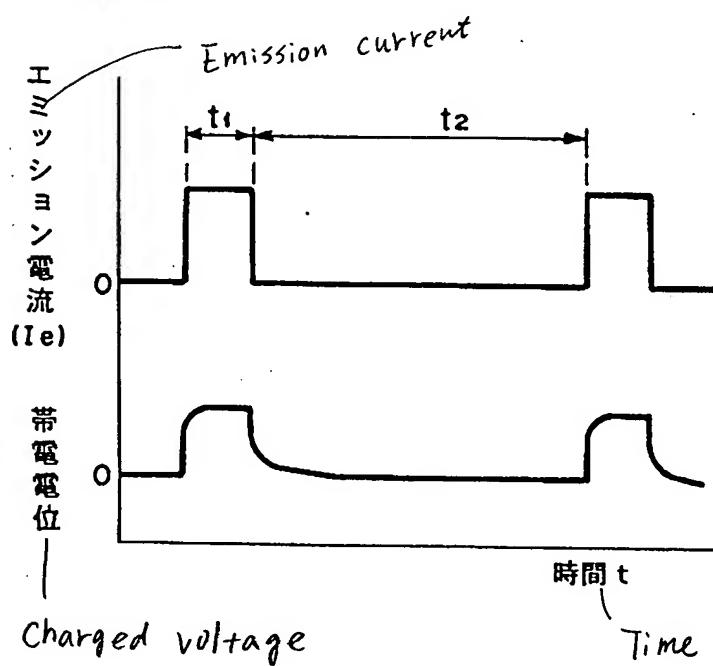 Emission current
エミッション電流
(Ie)
t1
t2
0
帯電電位
0
時間 t
Charged voltage
Time